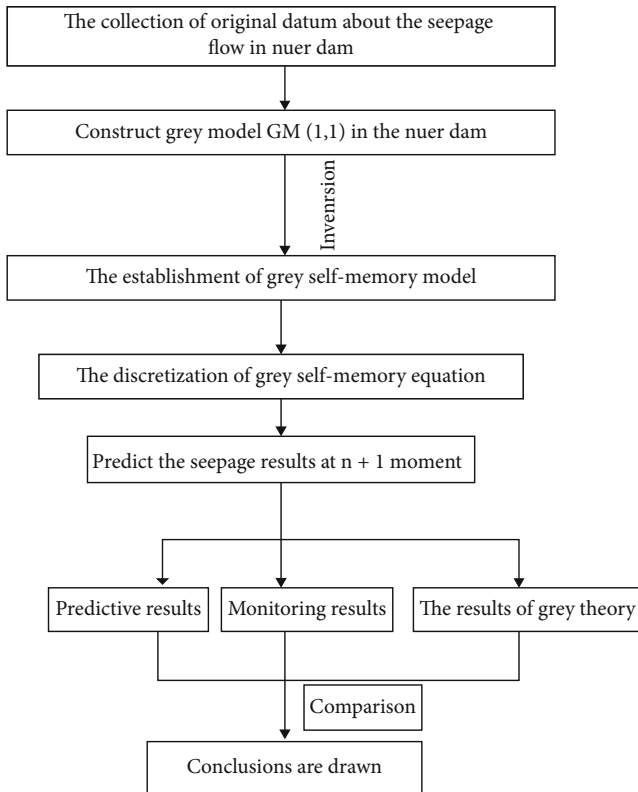 The collection of original datum about the seepage
flow in nuer dam
Construct grey model GM (1,1) in the nuer dam
Invenrsion
The establishment of grey self-memory model
The discretization of grey self-memory equation
Predict the seepage results at n + 1 moment
Predictive results
Monitoring results
The results of grey theory
Comparison
Conclusions are drawn